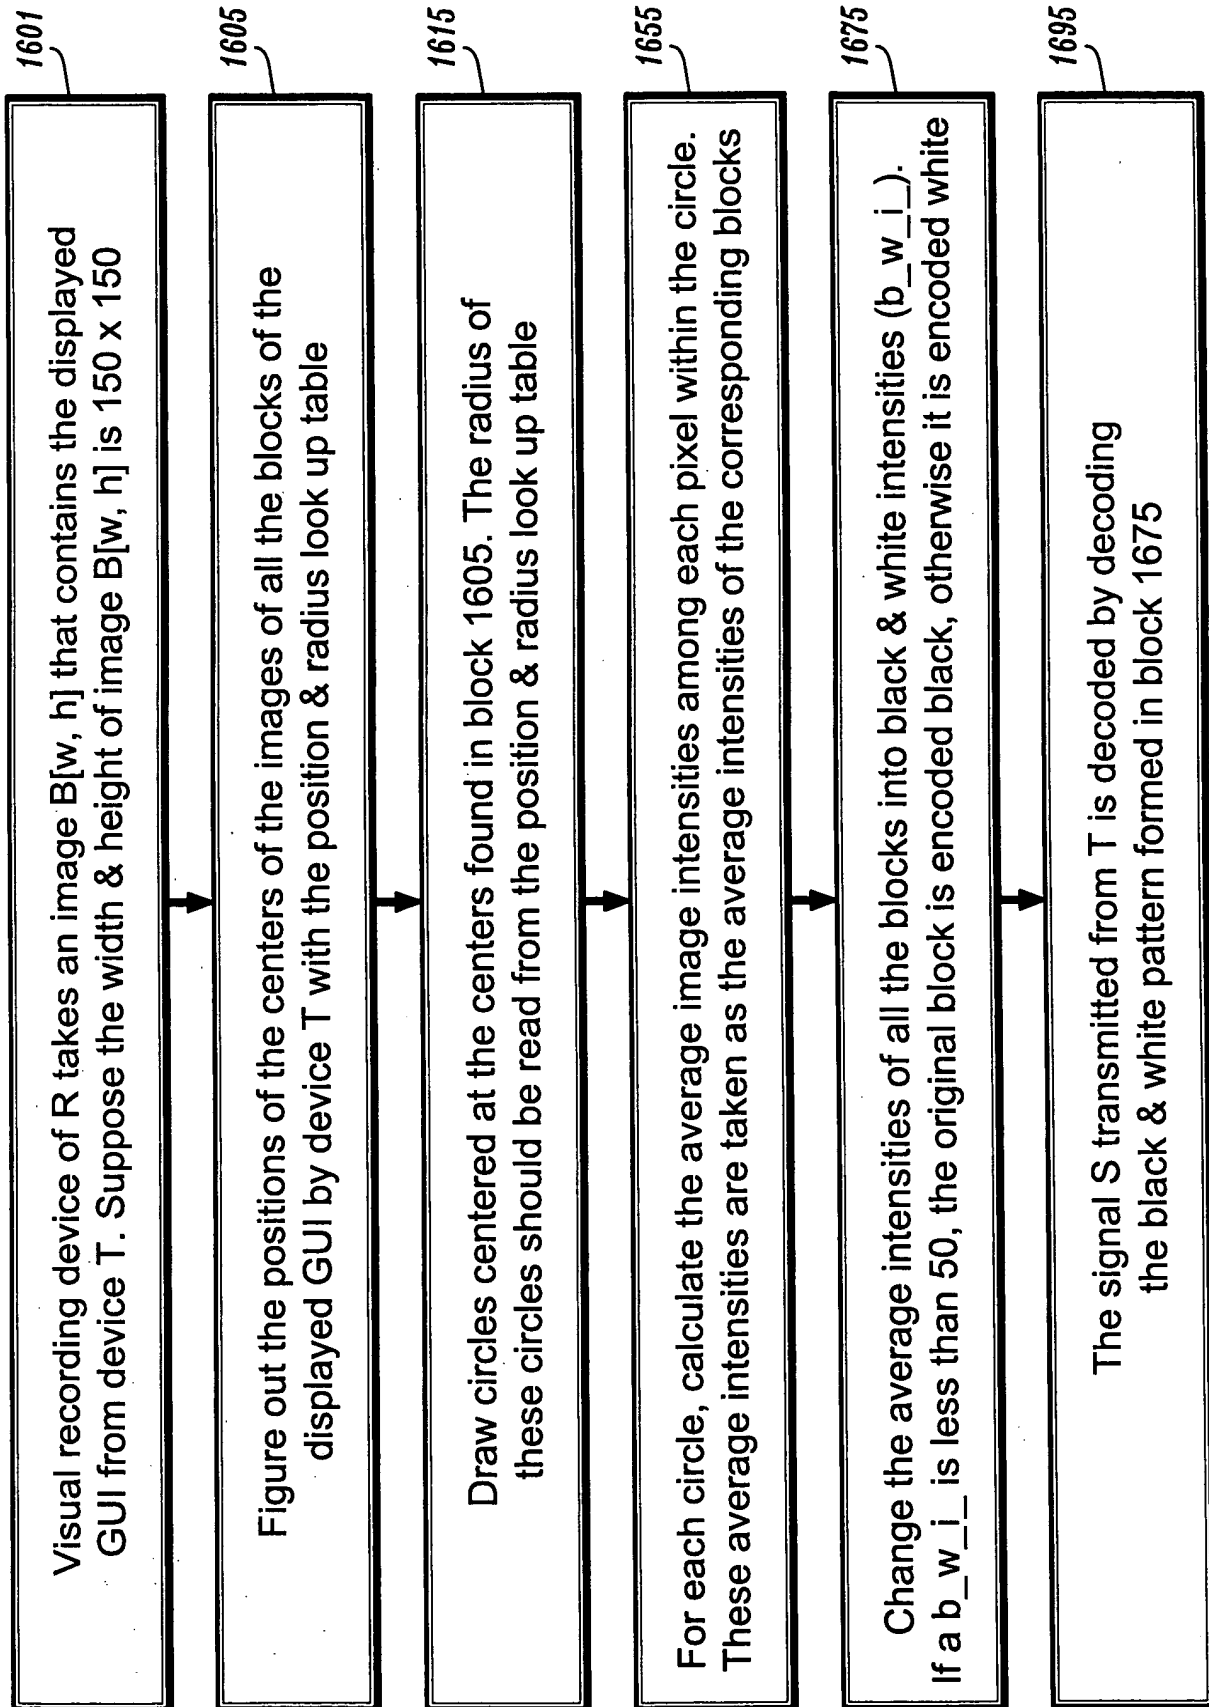 1601
Visual recording device of R takes an image B[w, h] that contains the displayed
GUI from device T. Suppose the width & height of image B[w, h] is 150 x 150
1605
Figure out the positions of the centers of the images of all the blocks of the
displayed GUI by device T with the position & radius look up table
1615
Draw circles centered at the centers found in block 1605. The radius of
these circles should be read from the position & radius look up table
1655
For each circle, calculate the average image intensities among each pixel within the circle.
These average intensities are taken as the average intensities of the corresponding blocks
1675
Change the average intensities of all the blocks into black & white intensities (b_w_i_).
If a b_w_i_ is less than 50, the original block is encoded black, otherwise it is encoded white
1695
The signal S transmitted from T is decoded by decoding
the black & white pattern formed in block 1675